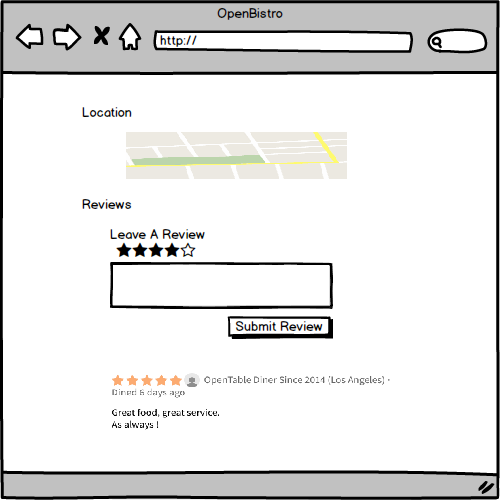 OpenBistro
http://
Location
Reviews
Leave A Review
Submit Review
OpenTable Diner Since 2014 (Los Angeles) ·
Dined 6 days ago
Great food, great service.
As always !